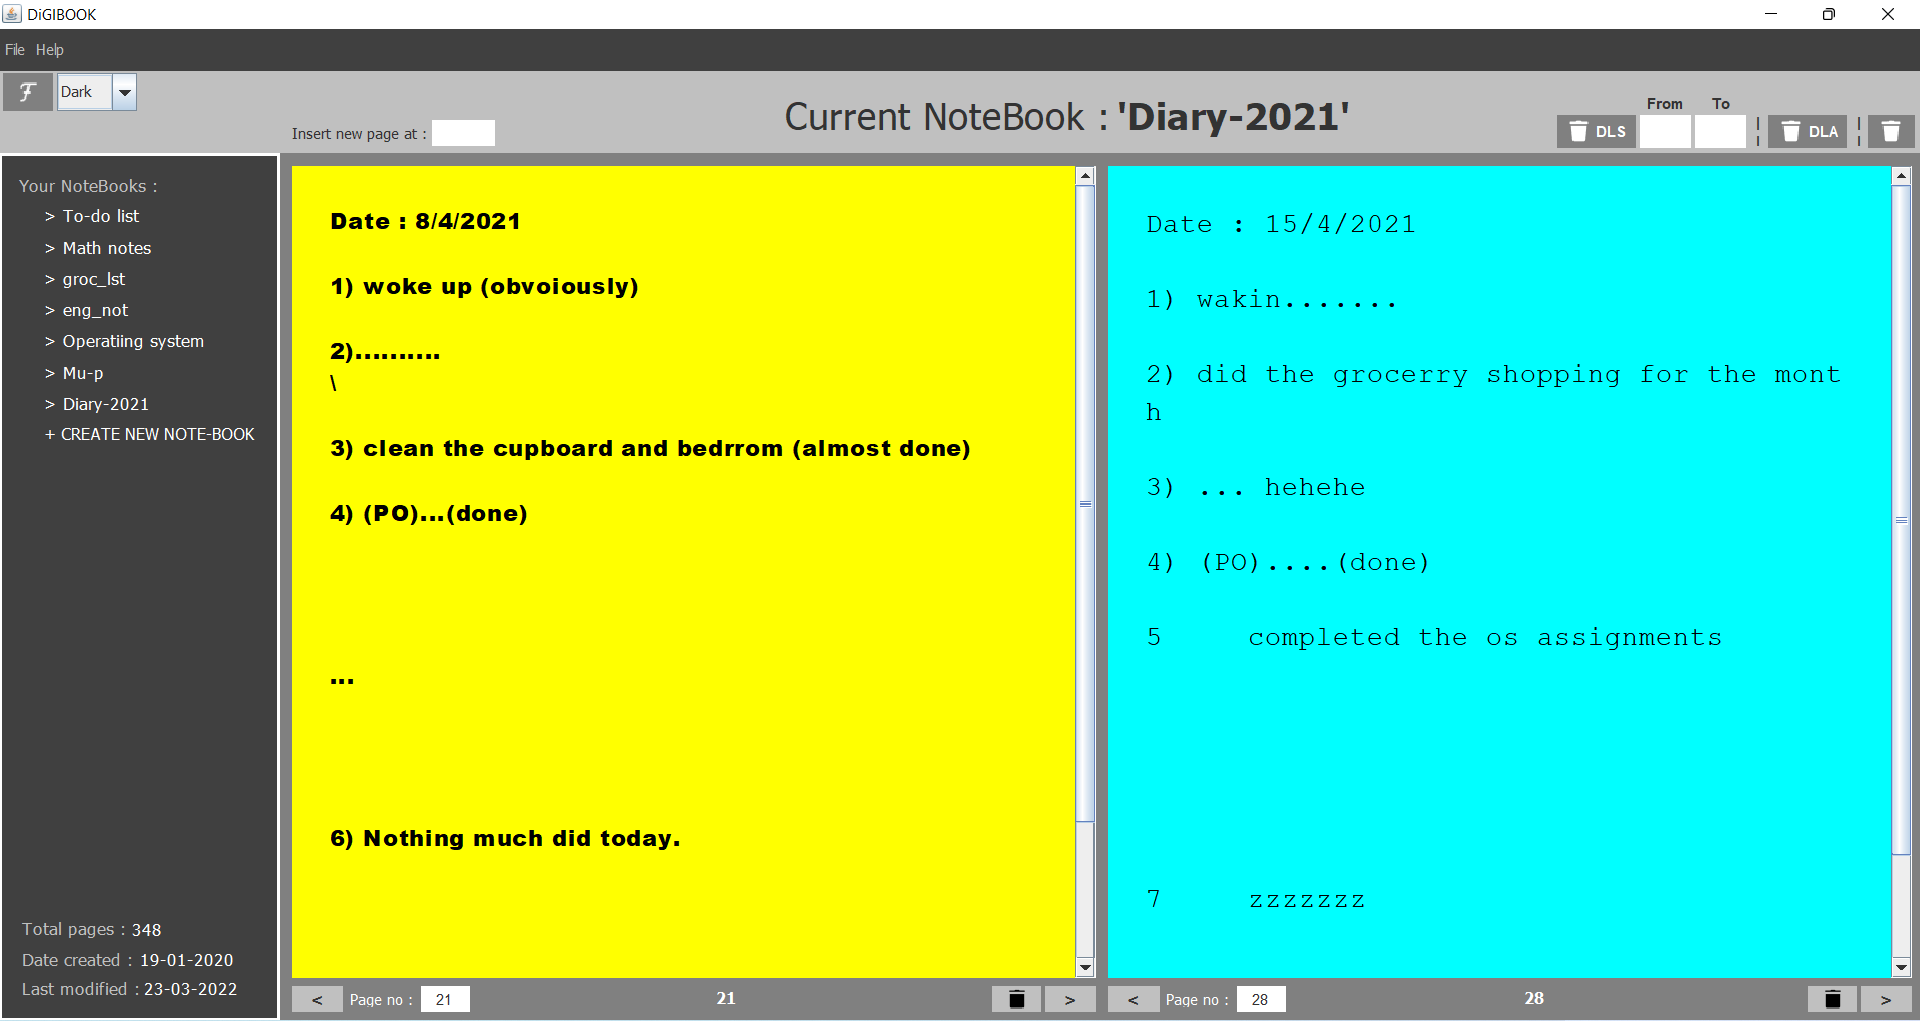 DiGIBOOK
File Help
ℱ Dark
Insert new page at :
Current NoteBook : 'Diary-2021'
From To
DLS
DLA
Your NoteBooks :
> To-do list
> Math notes
> groc_lst
> eng_not
> Operatiing system
> Mu-p
> Diary-2021
+ CREATE NEW NOTE-BOOK
Total pages : 348
Date created : 19-01-2020
Last modified : 23-03-2022
Date : 8/4/2021
1) woke up (obvoiously)
2)..........
\
3) clean the cupboard and bedrrom (almost done)
4) (PO)...(done)
...
6) Nothing much did today.
< Page no : 21
21
>
Date : 15/4/2021
1) wakin.......
2) did the grocerry shopping for the mont
h
3) ... hehehe
4) (PO)....(done)
5 completed the os assignments
7 zzzzzzz
< Page no : 28
28
>